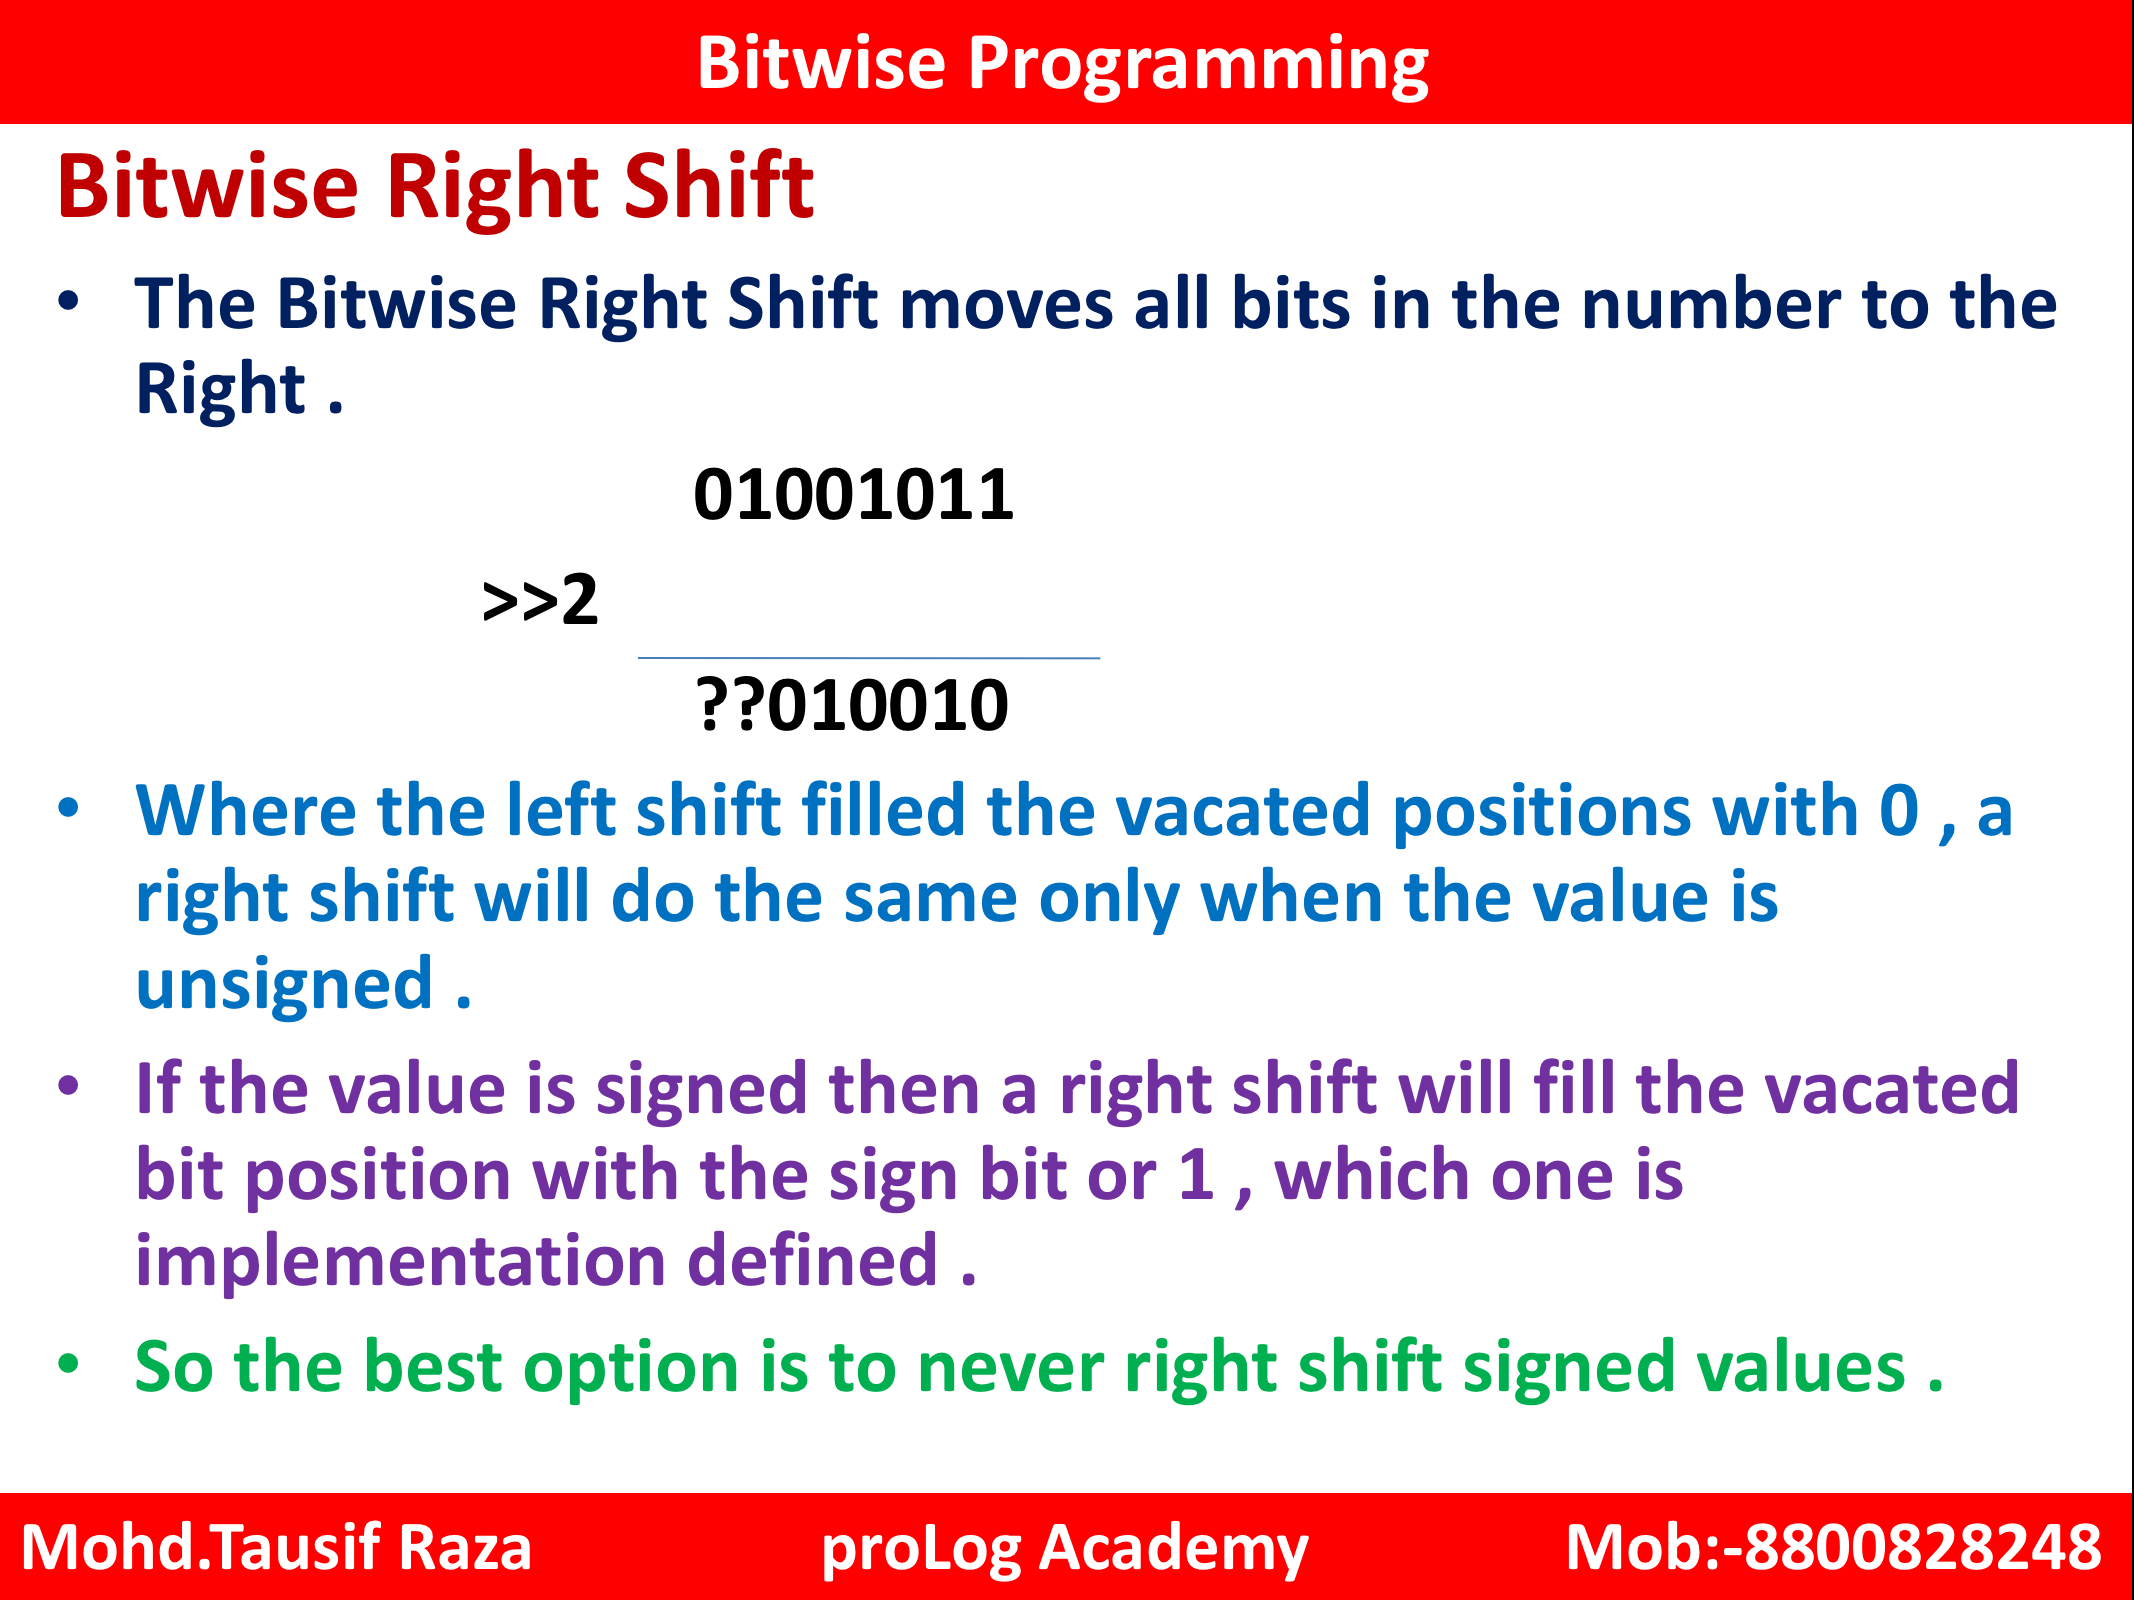 Bitwise Programming
Bitwise Right Shift
• The Bitwise Right Shift moves all bits in the number to the
Right .
01001011
>>2
??010010
• Where the left shift filled the vacated positions with 0 , a
right shift will do the same only when the value is
unsigned .
• If the value is signed then a right shift will fill the vacated
bit position with the sign bit or 1 , which one is
implementation defined .
• So the best option is to never right shift signed values .
Mohd.Tausif Raza proLog Academy Mob:-8800828248